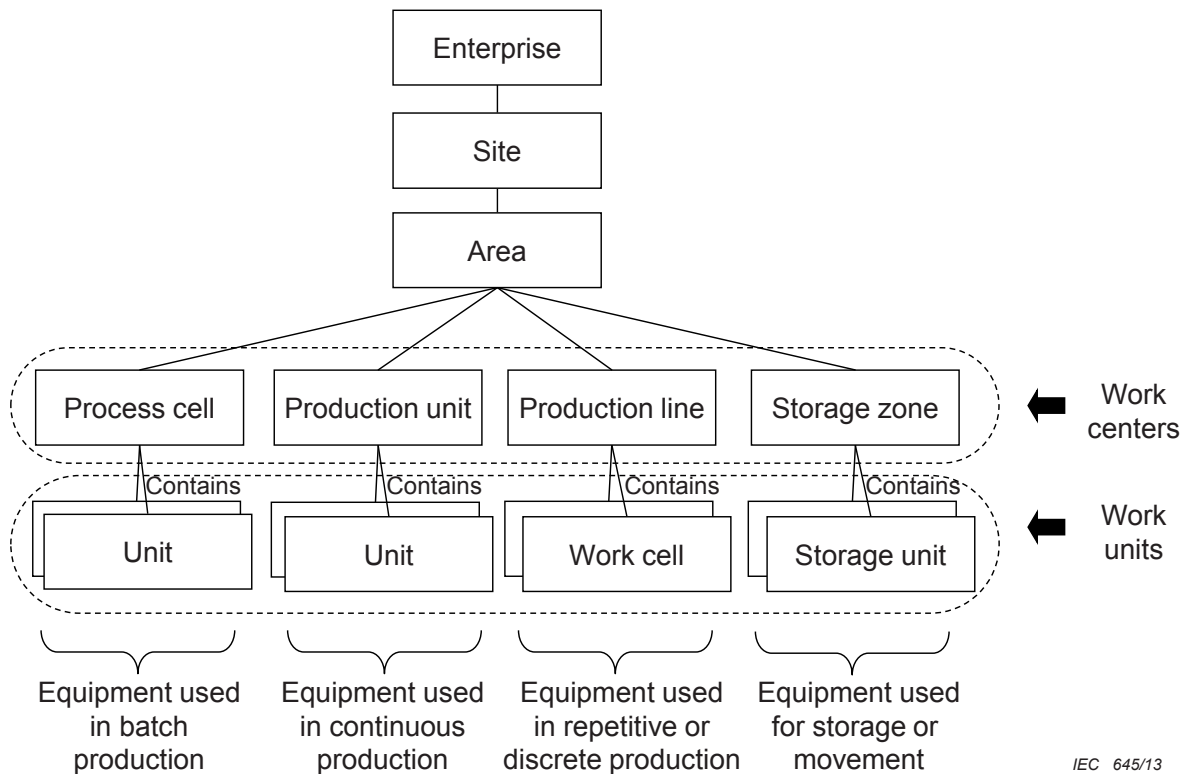 Enterprise
Site
Area
Process cell
Production unit
Production line
Storage zone
Work
centers
Contains
Contains
Contains
Contains
Unit
Unit
Work cell
Storage unit
Work
units
Equipment used
in batch
production
Equipment used
in continuous
production
Equipment used
in repetitive or
discrete production
Equipment used
for storage or
movement
IEC 645/13